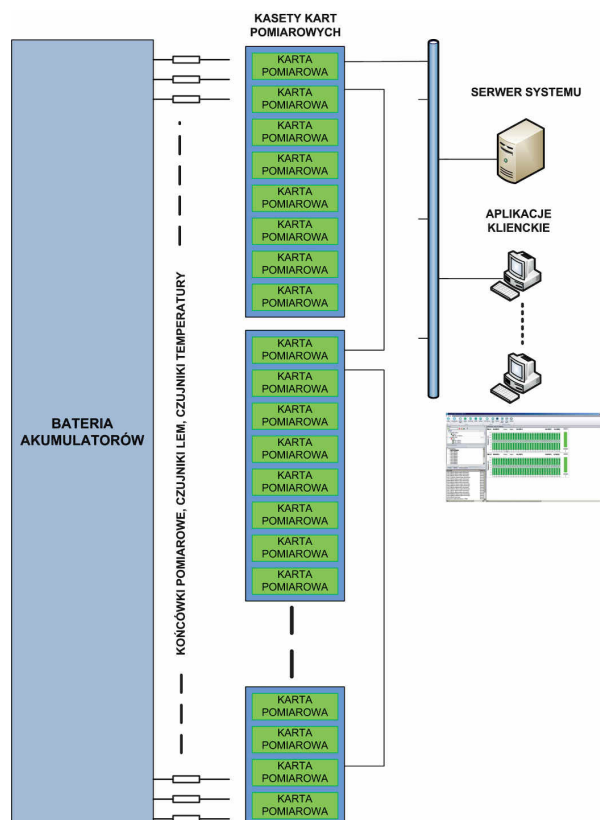 KASETY KART
POMIAROWYCH
KARTA
POMIAROWA
KARTA
POMIAROWA
KARTA
POMIAROWA
KARTA
POMIAROWA
KARTA
POMIAROWA
KARTA
POMIAROWA
KARTA
POMIAROWA
KARTA
POMIAROWA
SERWER SYSTEMU
APLIKACJE
KLIENCKIE
BATERIA
AKUMULATORÓW
KOŃCÓWKI POMIAROWE, CZUJNIKI LEM, CZUJNIKI TEMPERATURY
KARTA
POMIAROWA
KARTA
POMIAROWA
KARTA
POMIAROWA
KARTA
POMIAROWA
KARTA
POMIAROWA
KARTA
POMIAROWA
KARTA
POMIAROWA
KARTA
POMIAROWA
KARTA
POMIAROWA
KARTA
POMIAROWA
KARTA
POMIAROWA
KARTA
POMIAROWA